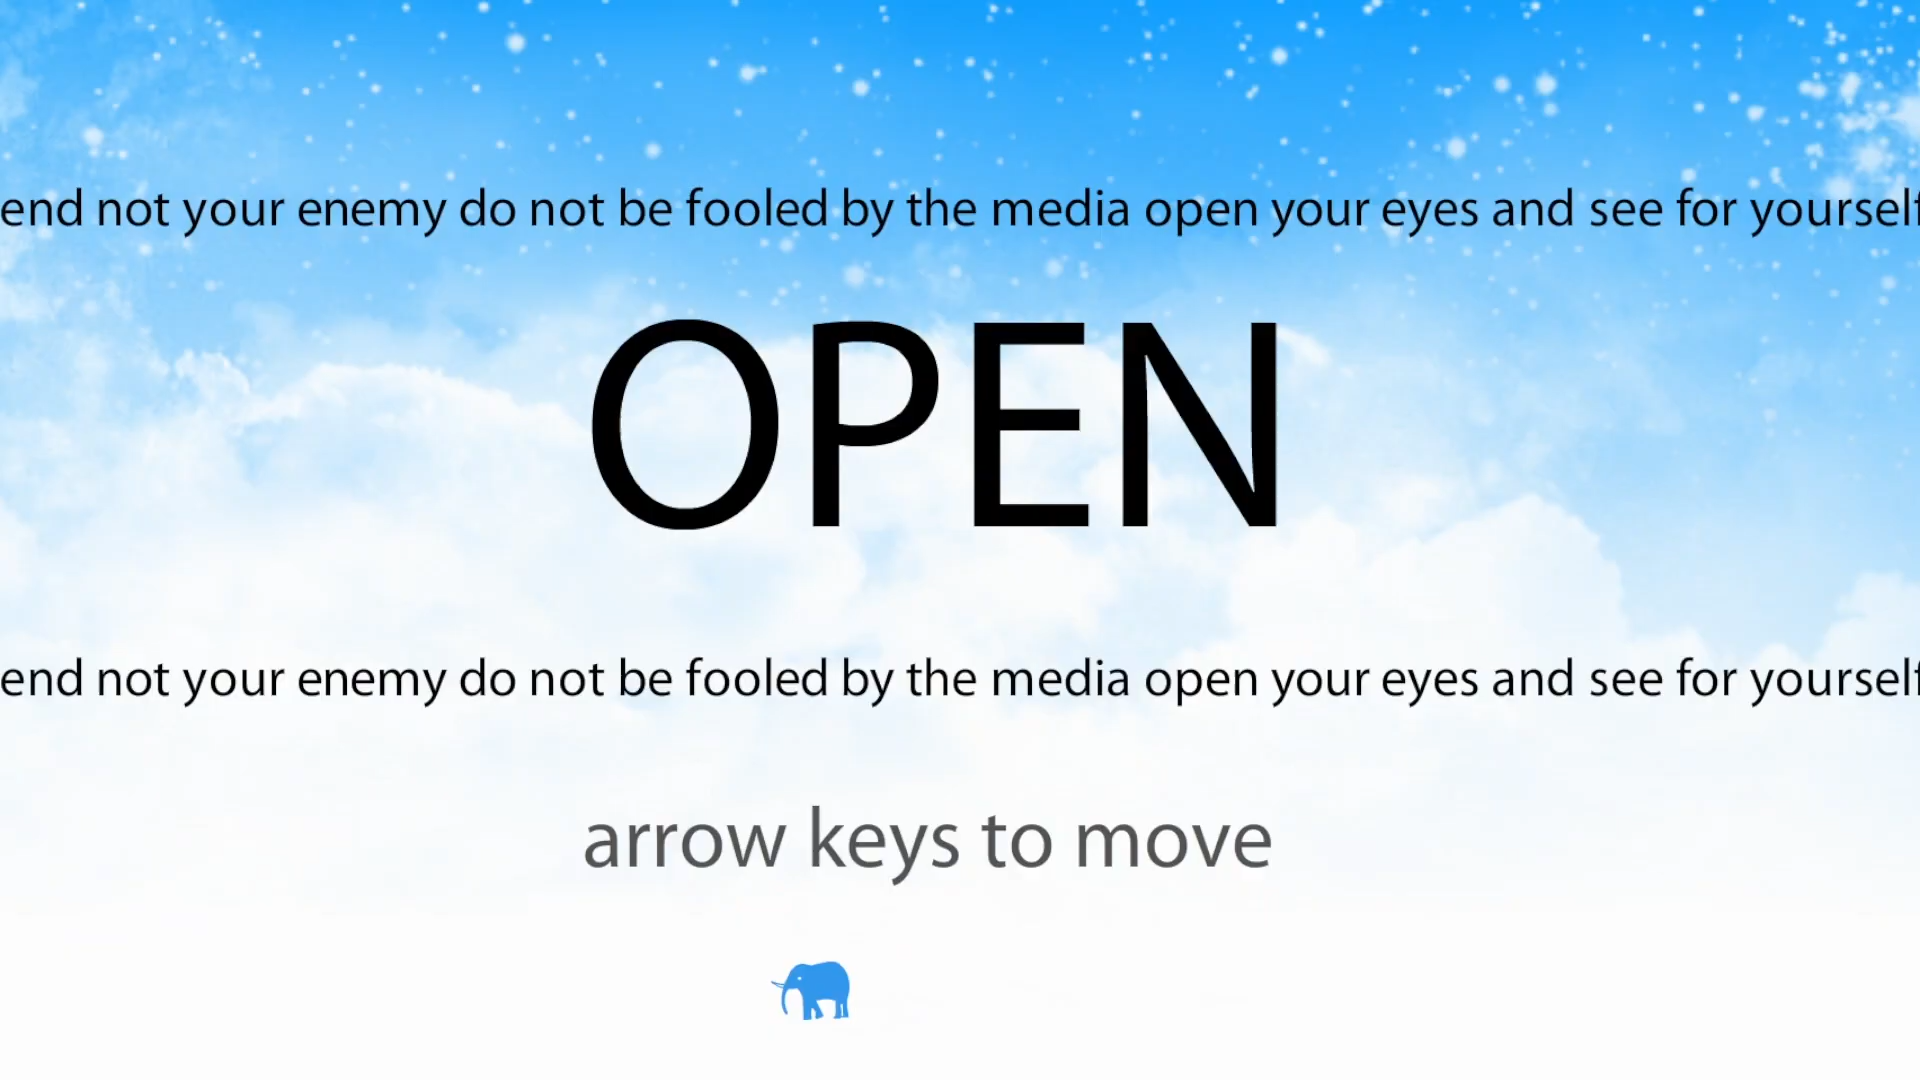 end not your enemy do not be fooled by the media open your eyes and see for yourself
OPEN
end not your enemy do not be fooled by the media open your eyes and see for yourself
arrow keys to move